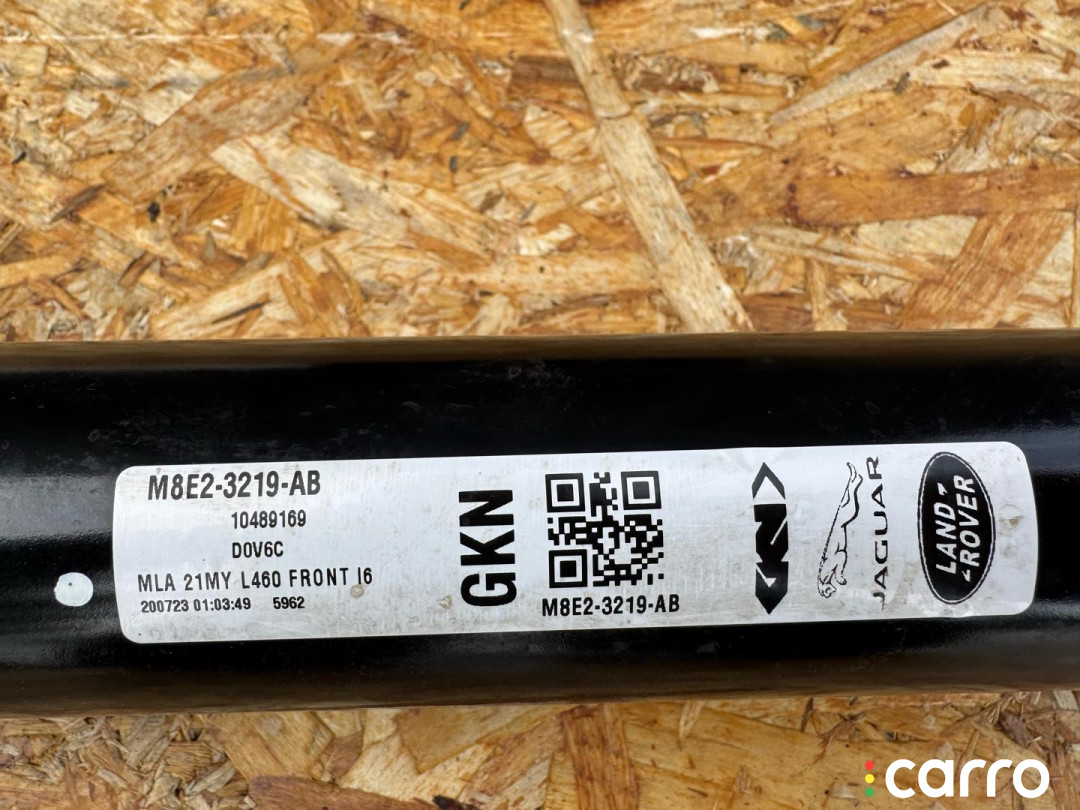 M8E2-3219-AB
10489169
D0V6C
MLA 21MY L460 FRONT I6
200723 01:03:49 5962
GKN
M8E2-3219-AB
GKN
JAGUAR
LAND
ROVER
carro